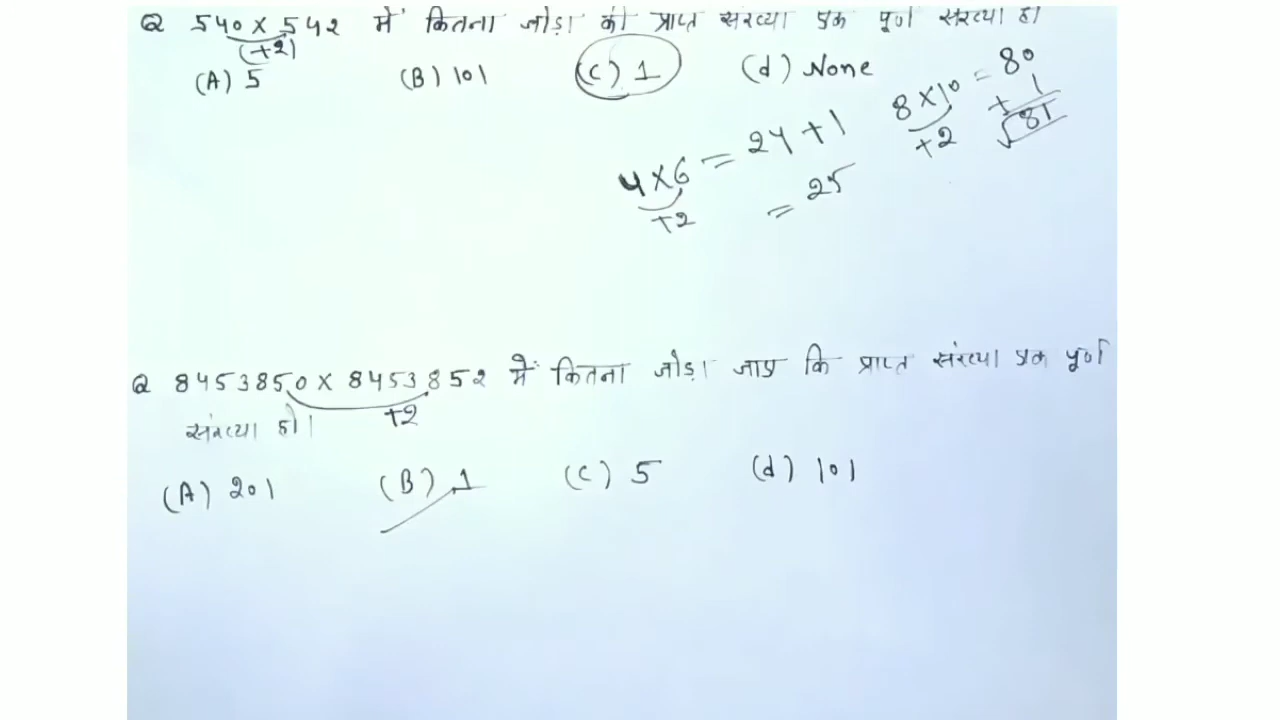 Q 540 × 542 में कितना जोड़ा की प्राप्त संख्या एक पूर्ण संख्या हो
(+2)
(A) 5 (B) 101 (C) 1 (d) None
4 × 6 = 24 + 1
+2
= 25
8 × 10 = 80
+2
+ 1
√81
Q 8453850 × 8453852 में कितना जोड़ा जाए कि प्राप्त संख्या एक पूर्ण
+2
संख्या हो।
(A) 201 (B) 1 (C) 5 (d) 101